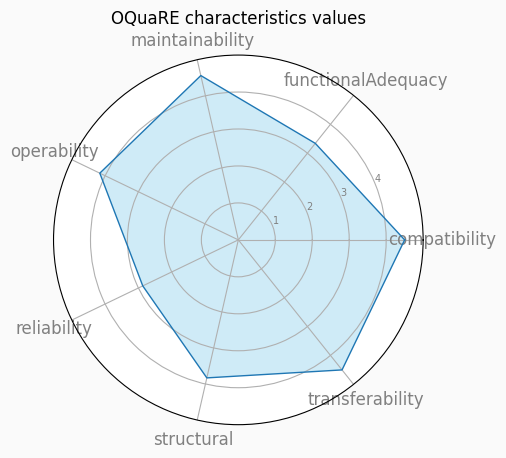 OQuaRE characteristics values
maintainability
functionalAdequacy
operability
4
3
2
1
compatibility
reliability
transferability
structural